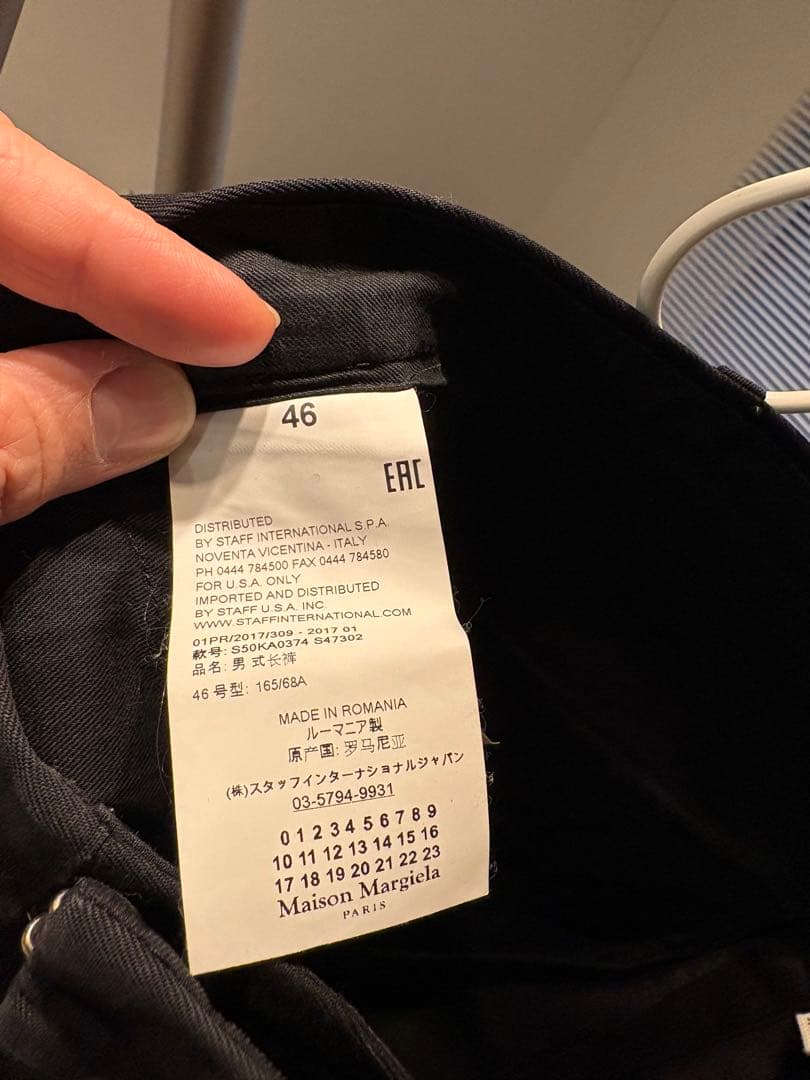 46
EAC
DISTRIBUTED
BY STAFF INTERNATIONAL S.P.A.
NOVENTA VICENTINA - ITALY
PH 0444 784500 FAX 0444 784580
FOR U.S.A. ONLY
IMPORTED AND DISTRIBUTED
BY STAFF U.S.A. INC.
WWW.STAFFINTERNATIONAL.COM
01PR/2017/309 - 2017 01
款号: S50KA0374 S47302
品名: 男式长裤
46 号型: 165/68A
MADE IN ROMANIA
ルーマニア製
原产国: 罗马尼亚
(株)スタッフインターナショナルジャパン
03-5794-9931
0 1 2 3 4 5 6 7 8 9
10 11 12 13 14 15 16
17 18 19 20 21 22 23
Maison Margiela
PARIS